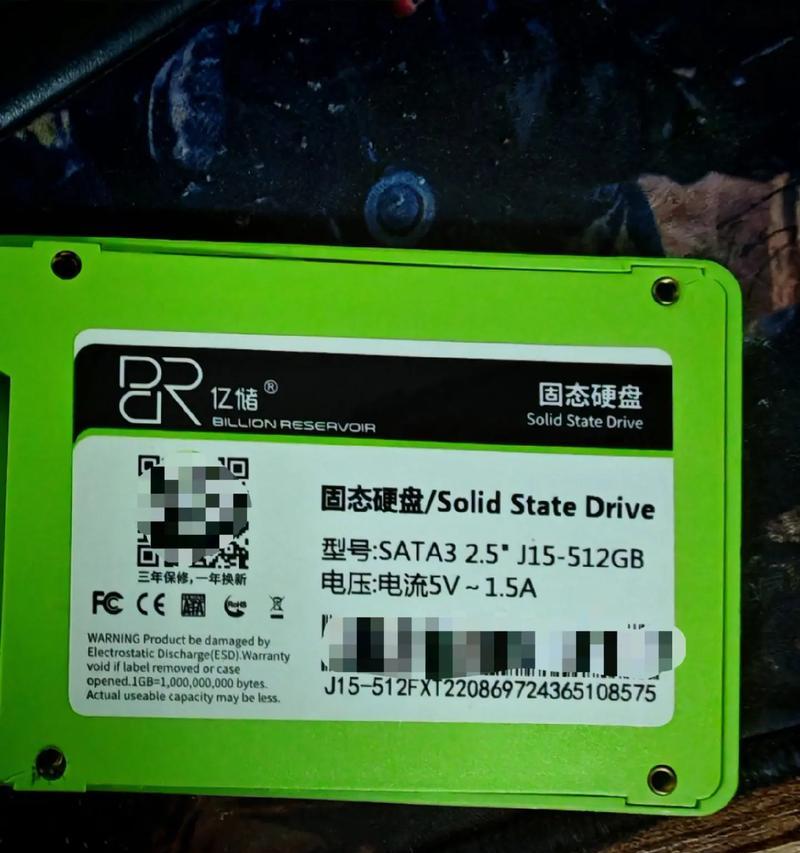 亿储®
BILLION RESERVOIR
固态硬盘
Solid State Drive
固态硬盘/Solid State Drive
型号:SATA3 2.5" J15-512GB
电压:电流5V~1.5A
三年保修,一年换新
FC CE RoHS
WARNING Product be damaged by
Electrostatic Discharge(ESD).Warranty
void if label removed or case
opened.1GB=1,000,000,000 bytes.
Actual useable capacity may be less.
J15-512FXT220869724365108575